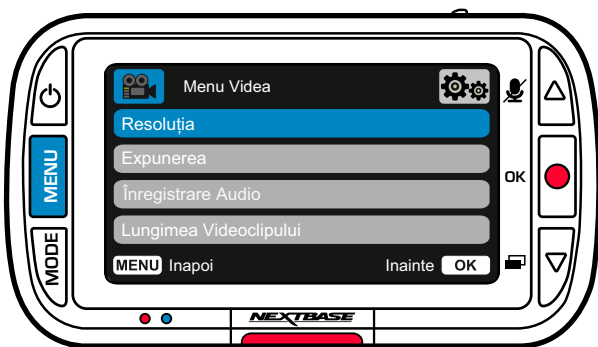 Menu Videa
Resoluția
Expunerea
Înregistrare Audio
Lungimea Videoclipului
MENU Inapoi
Inainte OK
MENU
MODE
OK
NEXTBASE